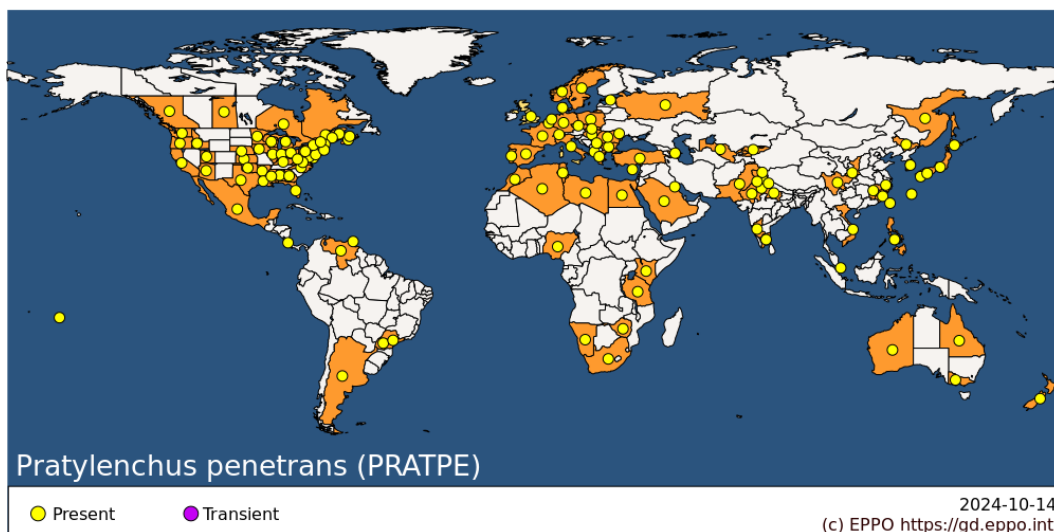 Pratylenchus penetrans (PRATPE)
Present
Transient
2024-10-14
(c) EPPO https://gd.eppo.int